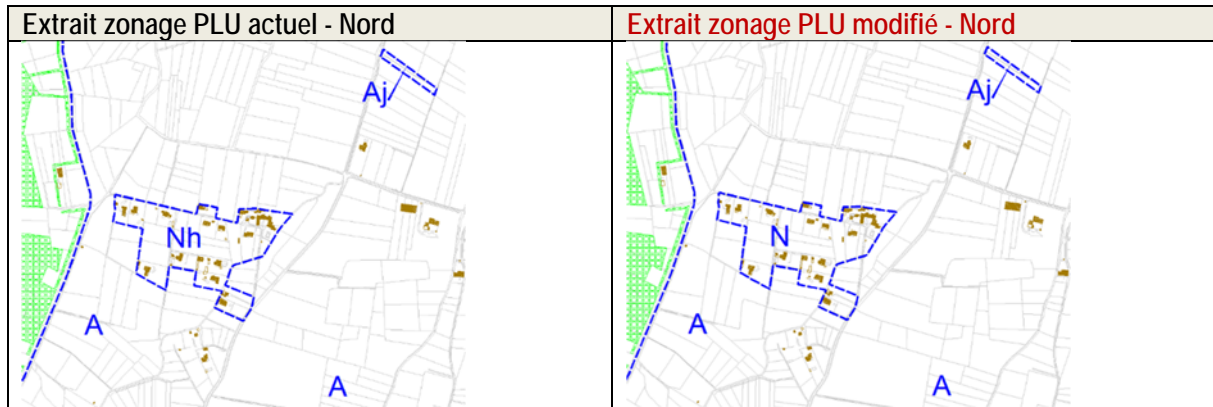 Extrait zonage PLU actuel - Nord
Extrait zonage PLU modifié - Nord
Aj
Nh
A
A
Aj
N
A
A